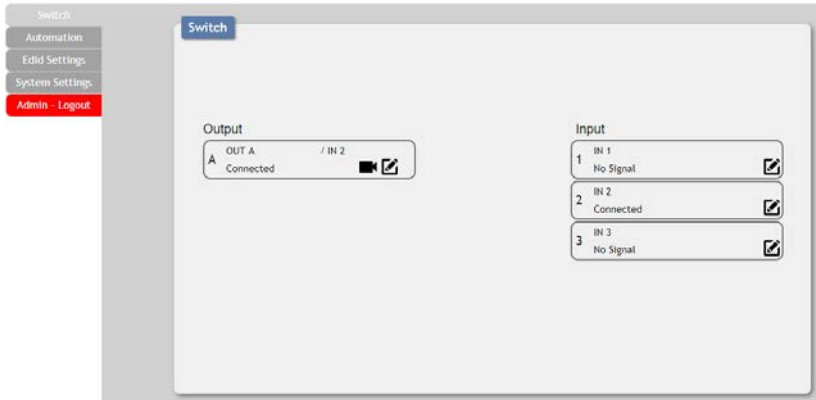 Switch
Automation
Edid Settings
System Settings
Admin - Logout
Switch
Output
A
OUT A / IN 2
Connected
Input
1
IN 1
No Signal
2
IN 2
Connected
3
IN 3
No Signal